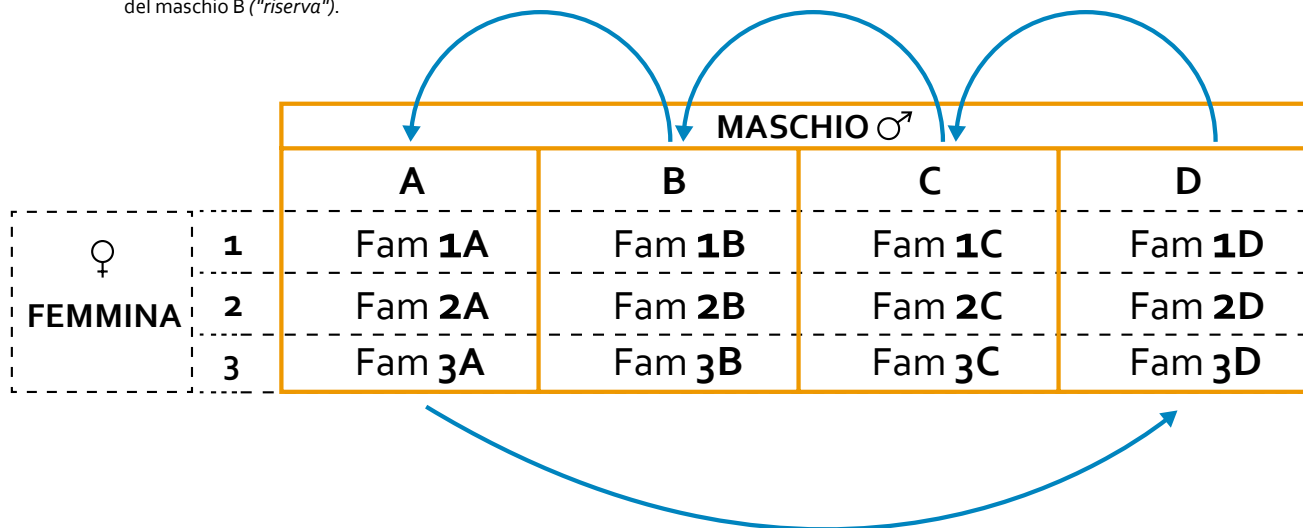 del maschio B ("riserva").
MASCHIO ♂
A B C D
1 Fam 1A Fam 1B Fam 1C Fam 1D
♀
FEMMINA
2 Fam 2A Fam 2B Fam 2C Fam 2D
3 Fam 3A Fam 3B Fam 3C Fam 3D